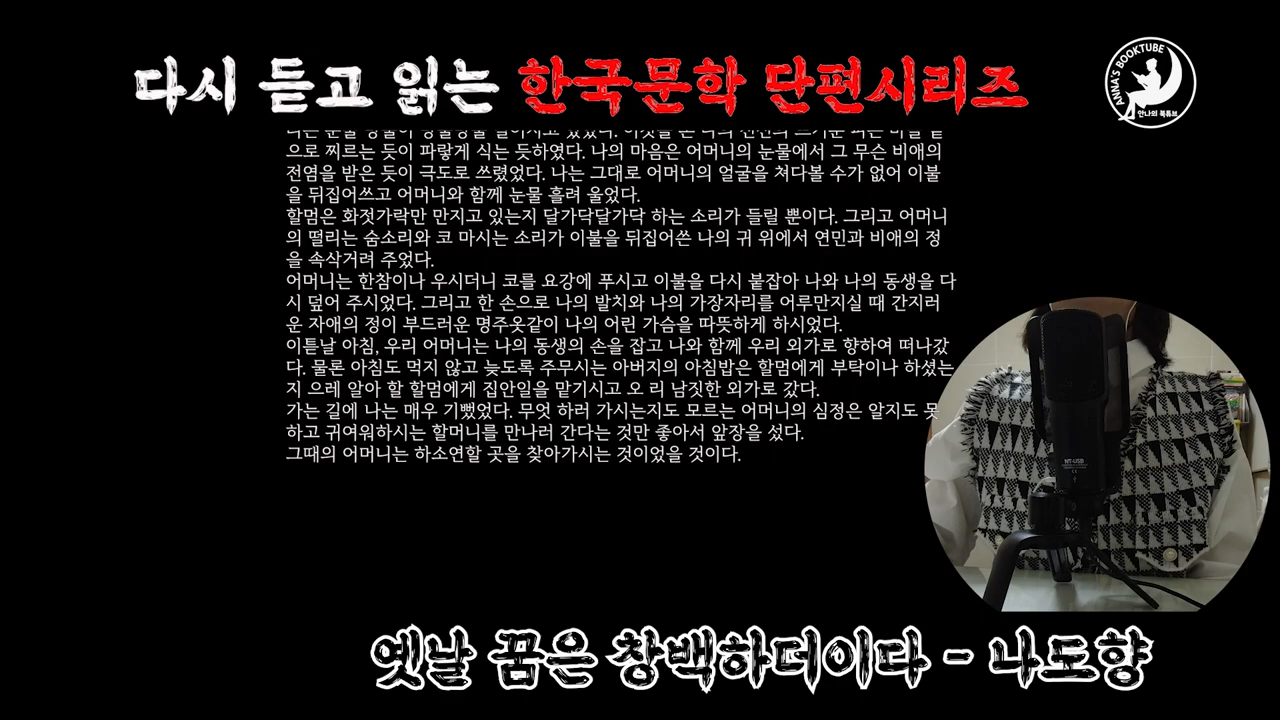 다시 듣고 읽는 한국문학 단편시리즈
ANNA'S BOOKTUBE
안나의 북튜브
으로 찌르는 듯이 파랗게 식는 듯하였다. 나의 마음은 어머니의 눈물에서 그 무슨 비애의
전염을 받은 듯이 극도로 쓰렸었다. 나는 그대로 어머니의 얼굴을 쳐다볼 수가 없어 이불
을 뒤집어쓰고 어머니와 함께 눈물 흘려 울었다.
할멈은 화젓가락만 만지고 있는지 달가닥달가닥 하는 소리가 들릴 뿐이다. 그리고 어머니
의 떨리는 숨소리와 코 마시는 소리가 이불을 뒤집어쓴 나의 귀 위에서 연민과 비애의 정
을 속삭거려 주었다.
어머니는 한참이나 우시더니 코를 요강에 푸시고 이불을 다시 붙잡아 나와 나의 동생을 다
시 덮어 주시었다. 그리고 한 손으로 나의 발치와 나의 가장자리를 어루만지실 때 간지러
운 자애의 정이 부드러운 명주옷같이 나의 어린 가슴을 따뜻하게 하시었다.
이튿날 아침, 우리 어머니는 나의 동생의 손을 잡고 나와 함께 우리 외가로 향하여 떠나갔
다. 물론 아침도 먹지 않고 늦도록 주무시는 아버지의 아침밥은 할멈에게 부탁이나 하셨는
지 으레 알아 할 할멈에게 집안일을 맡기시고 오 리 남짓한 외가로 갔다.
가는 길에 나는 매우 기뻤었다. 무엇 하러 가시는지도 모르는 어머니의 심정은 알지도 못
하고 귀여워하시는 할머니를 만나러 간다는 것만 좋아서 앞장을 섰다.
그때의 어머니는 하소연할 곳을 찾아가시는 것이었을 것이다.
NT-USB
옛날 꿈은 창백하더이다 - 나도향